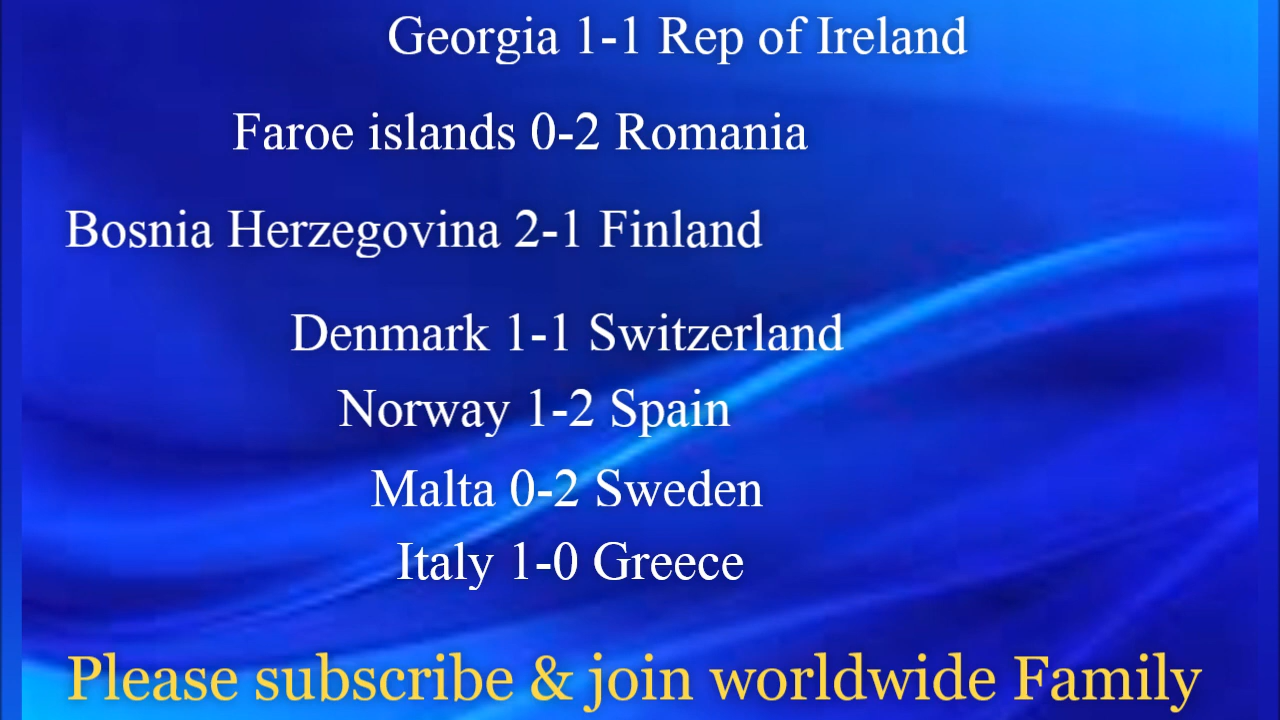 Georgia 1-1 Rep of Ireland
Faroe islands 0-2 Romania
Bosnia Herzegovina 2-1 Finland
Denmark 1-1 Switzerland
Norway 1-2 Spain
Malta 0-2 Sweden
Italy 1-0 Greece
Please subscribe & join worldwide Family